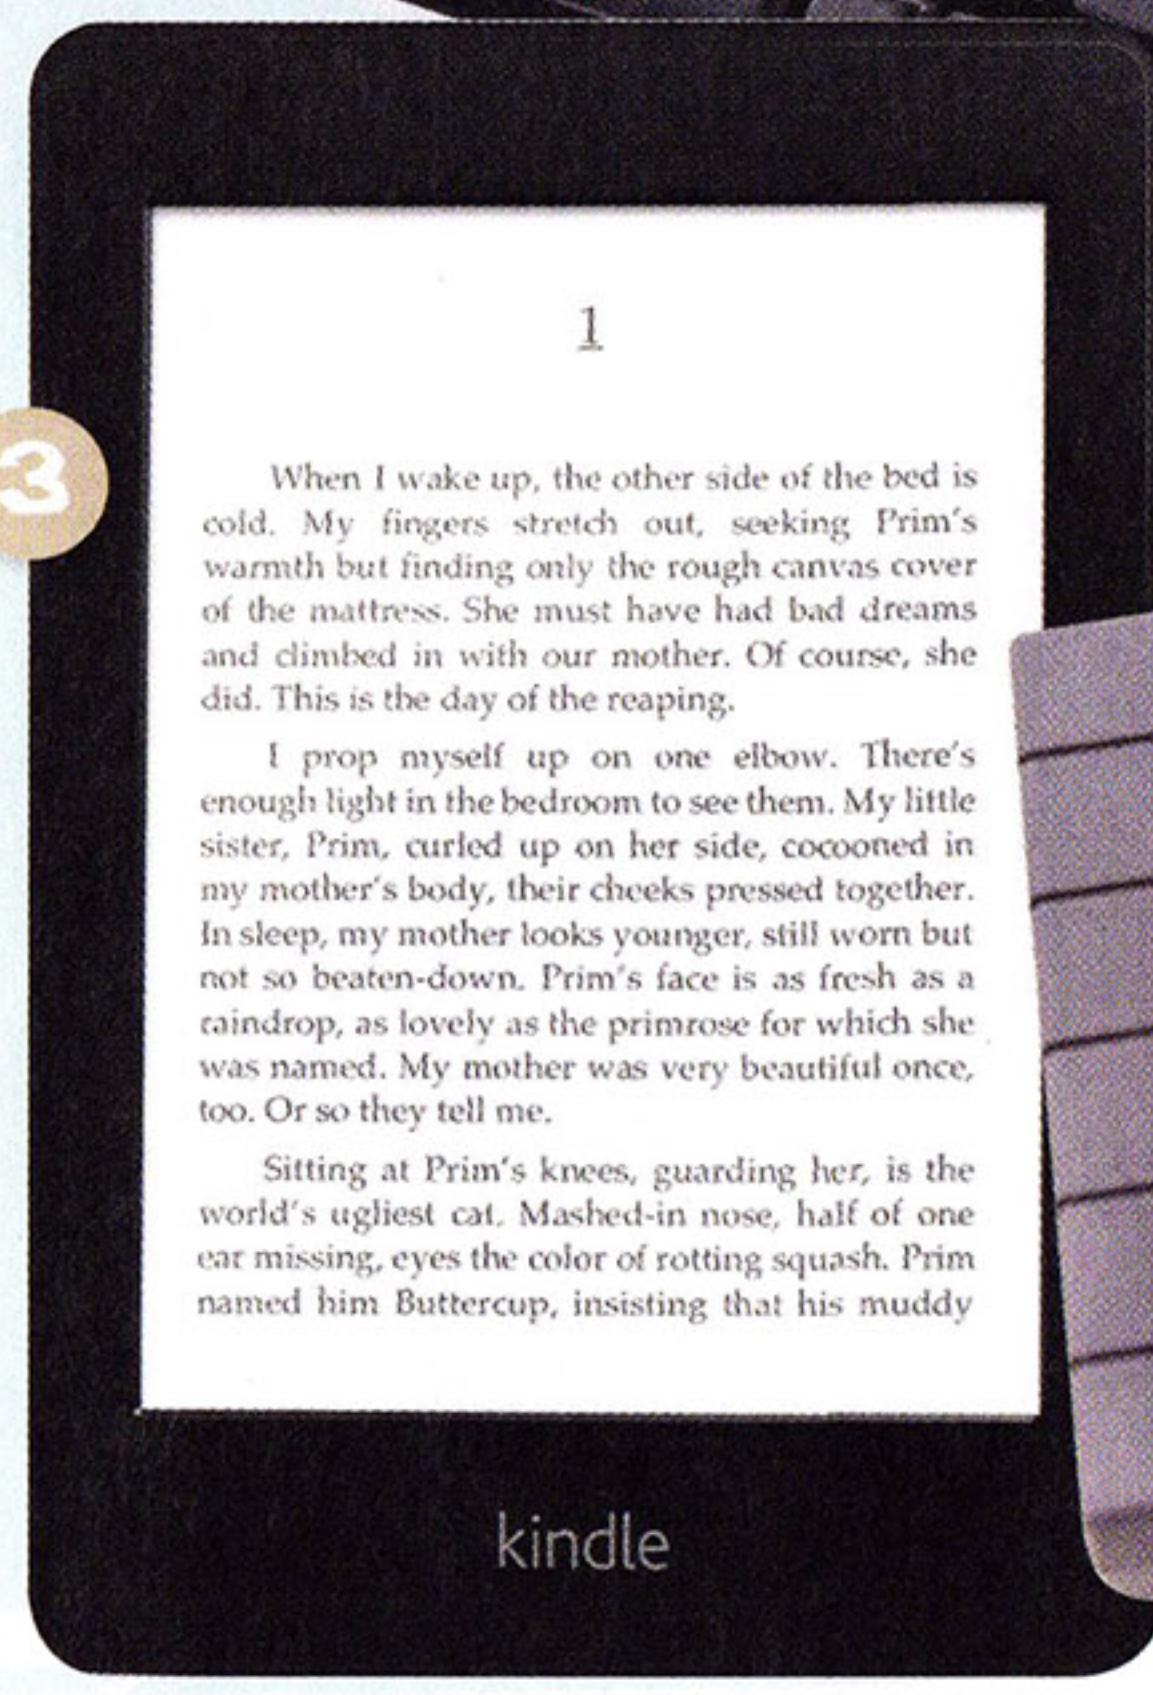 1
When I wake up, the other side of the bed is
cold. My fingers stretch out, seeking Prim's
warmth but finding only the rough canvas cover
of the mattress. She must have had bad dreams
and climbed in with our mother. Of course, she
did. This is the day of the reaping.
I prop myself up on one elbow. There's
enough light in the bedroom to see them. My little
sister, Prim, curled up on her side, cocooned in
my mother's body, their cheeks pressed together.
In sleep, my mother looks younger, still worn but
not so beaten-down. Prim's face is as fresh as a
raindrop, as lovely as the primrose for which she
was named. My mother was very beautiful once,
too. Or so they tell me.
Sitting at Prim's knees, guarding her, is the
world's ugliest cat. Mashed-in nose, half of one
ear missing, eyes the color of rotting squash. Prim
named him Buttercup, insisting that his muddy
3
kindle